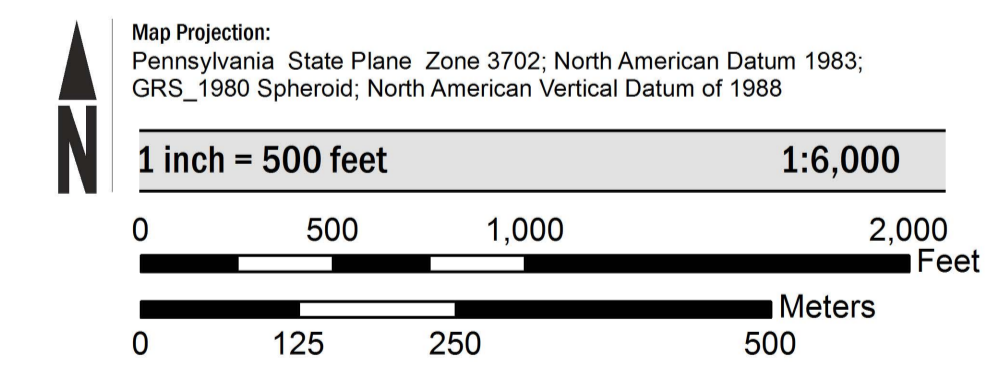 Map Projection:
Pennsylvania State Plane Zone 3702; North American Datum 1983;
GRS_1980 Spheroid; North American Vertical Datum of 1988
N
1 inch = 500 feet 1:6,000
0 500 1,000 2,000
Feet
Meters
0 125 250 500